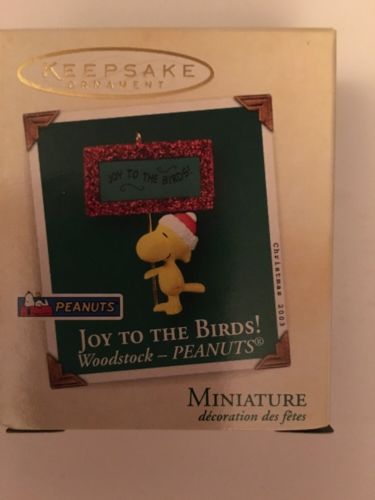 KEEPSAKE
ORNAMENT
JOY TO THE BIRDS!
Christmas 2003
PEANUTS
JOY TO THE BIRDS!
Woodstock – PEANUTS®
MINIATURE
décoration des fêtes